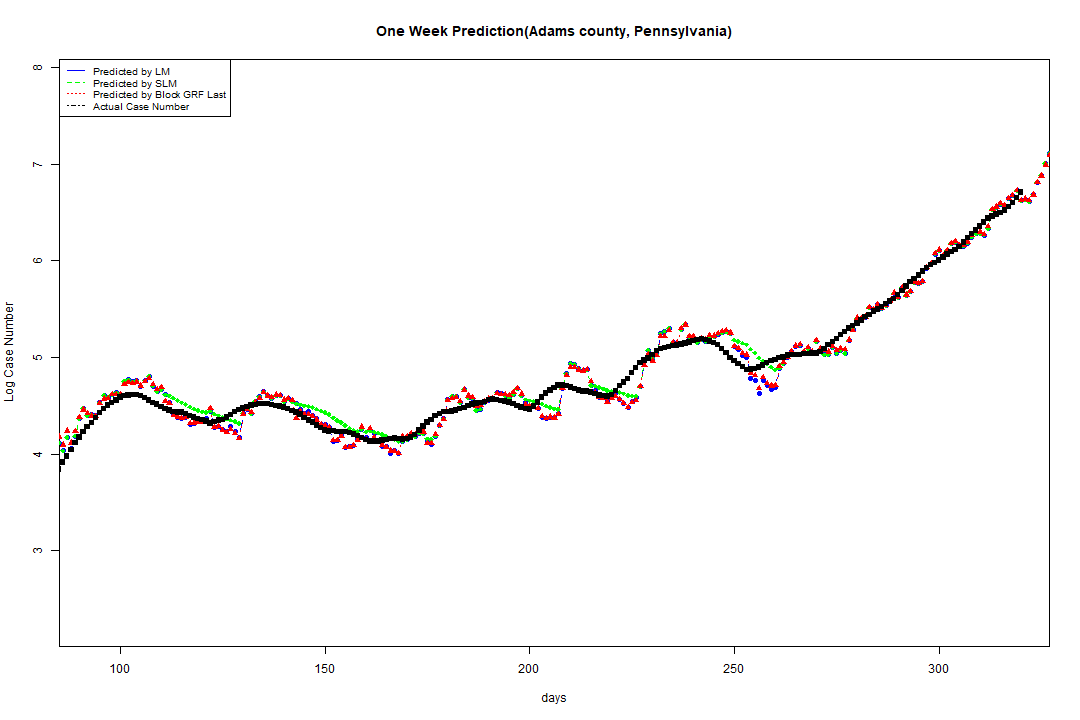 One Week Prediction(Adams county, Pennsylvania)
Predicted by LM
Predicted by SLM
Predicted by Block GRF Last
Actual Case Number
8
7
6
5
4
3
Log Case Number
100 150 200 250 300
days